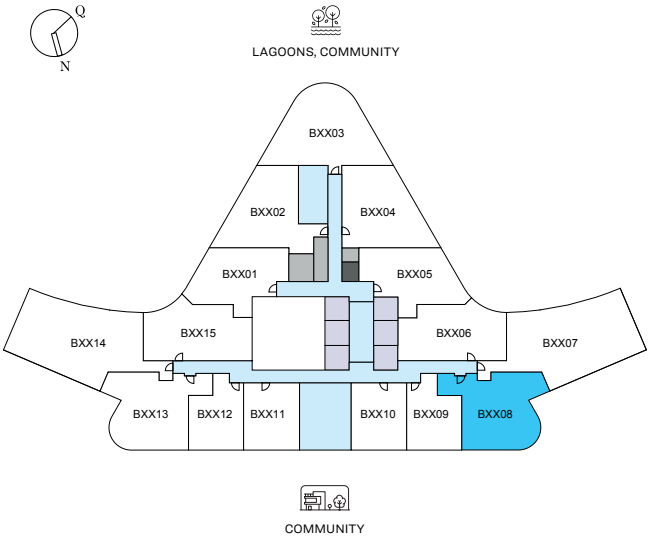 Q
N
LAGOONS, COMMUNITY
BXX03
BXX02
BXX04
BXX01
BXX05
BXX14
BXX15
BXX06
BXX07
BXX13
BXX12
BXX11
BXX10
BXX09
BXX08
COMMUNITY